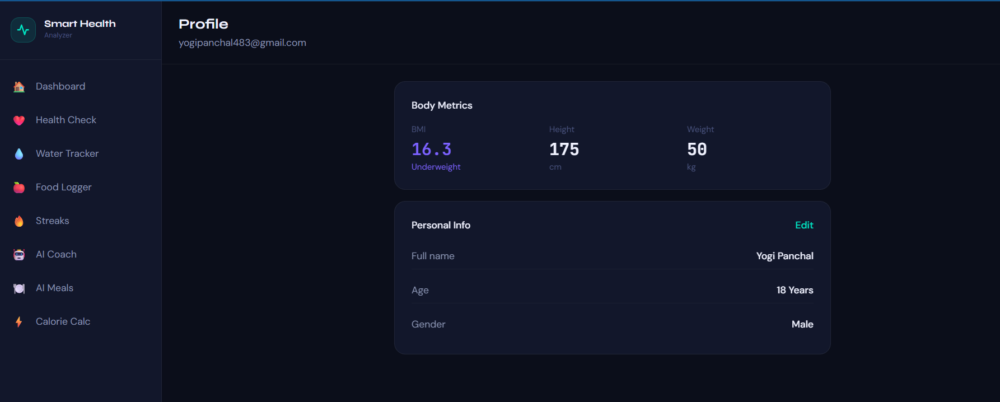 Smart Health
Analyzer
Dashboard
Health Check
Water Tracker
Food Logger
Streaks
AI Coach
AI Meals
Calorie Calc
Profile
yogipanchal483@gmail.com
Body Metrics
BMI Height Weight
16.3 175 50
Underweight cm kg
Personal Info Edit
Full name Yogi Panchal
Age 18 Years
Gender Male